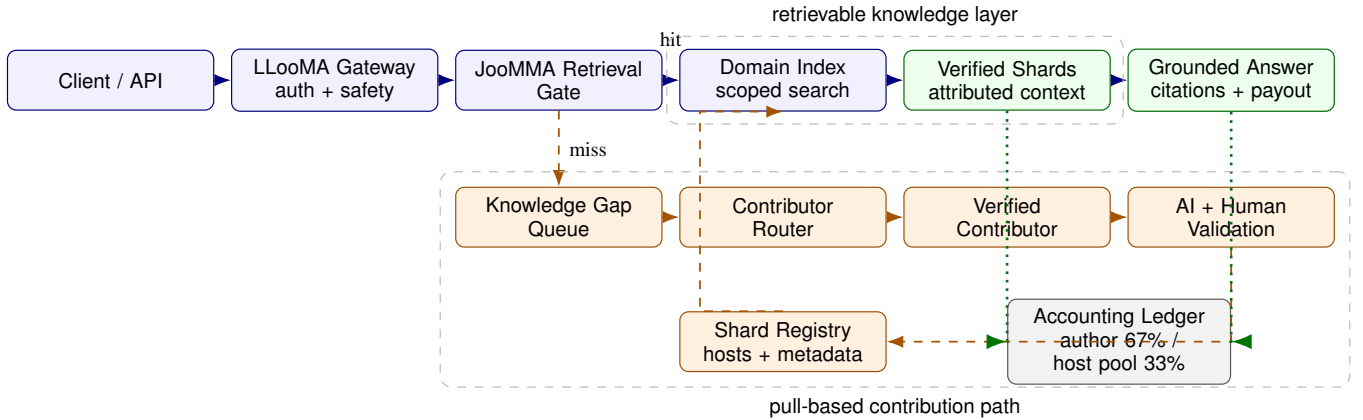 retrievable knowledge layer
hit
Client / API
LLooMA Gateway
auth + safety
JooMMA Retrieval
Gate
Domain Index
scoped search
Verified Shards
attributed context
Grounded Answer
citations + payout
miss
Knowledge Gap
Queue
Contributor
Router
Verified
Contributor
AI + Human
Validation
Shard Registry
hosts + metadata
Accounting Ledger
author 67% /
host pool 33%
pull-based contribution path